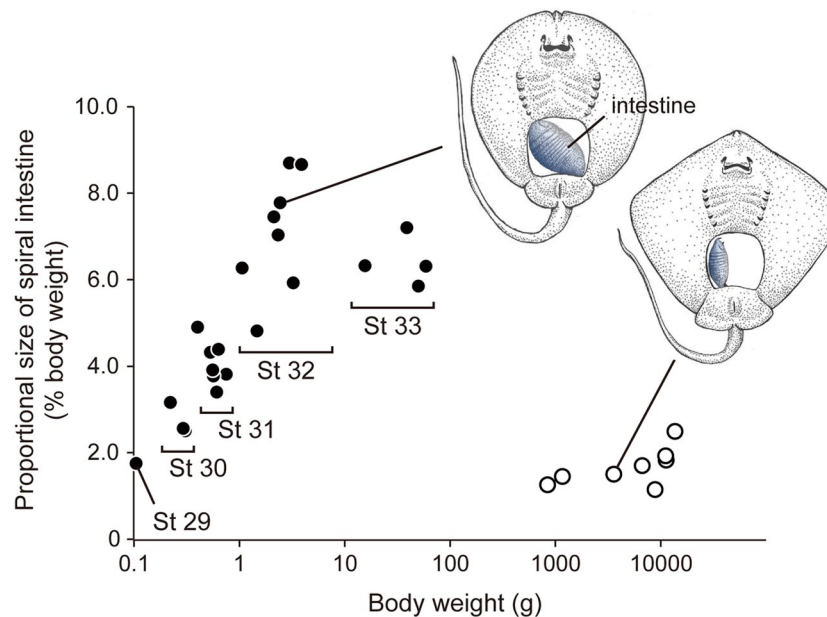 intestine
10.0
8.0
6.0
4.0
2.0
0
Proportional size of spiral intestine
(% body weight)
St 33
St 32
St 31
St 30
St 29
0.1
1
10
100
1000
10000
Body weight (g)